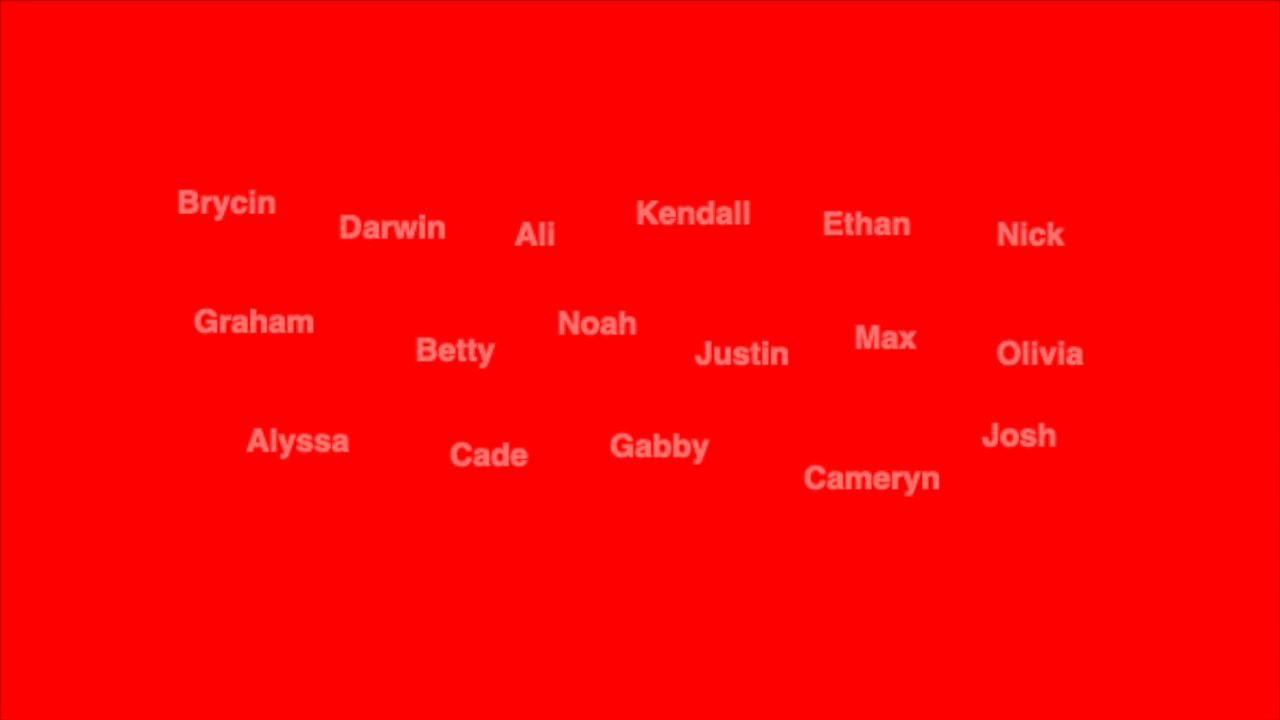 Brycin Darwin Ali Kendall Ethan Nick
Graham Betty Noah Justin Max Olivia
Alyssa Cade Gabby Cameryn Josh